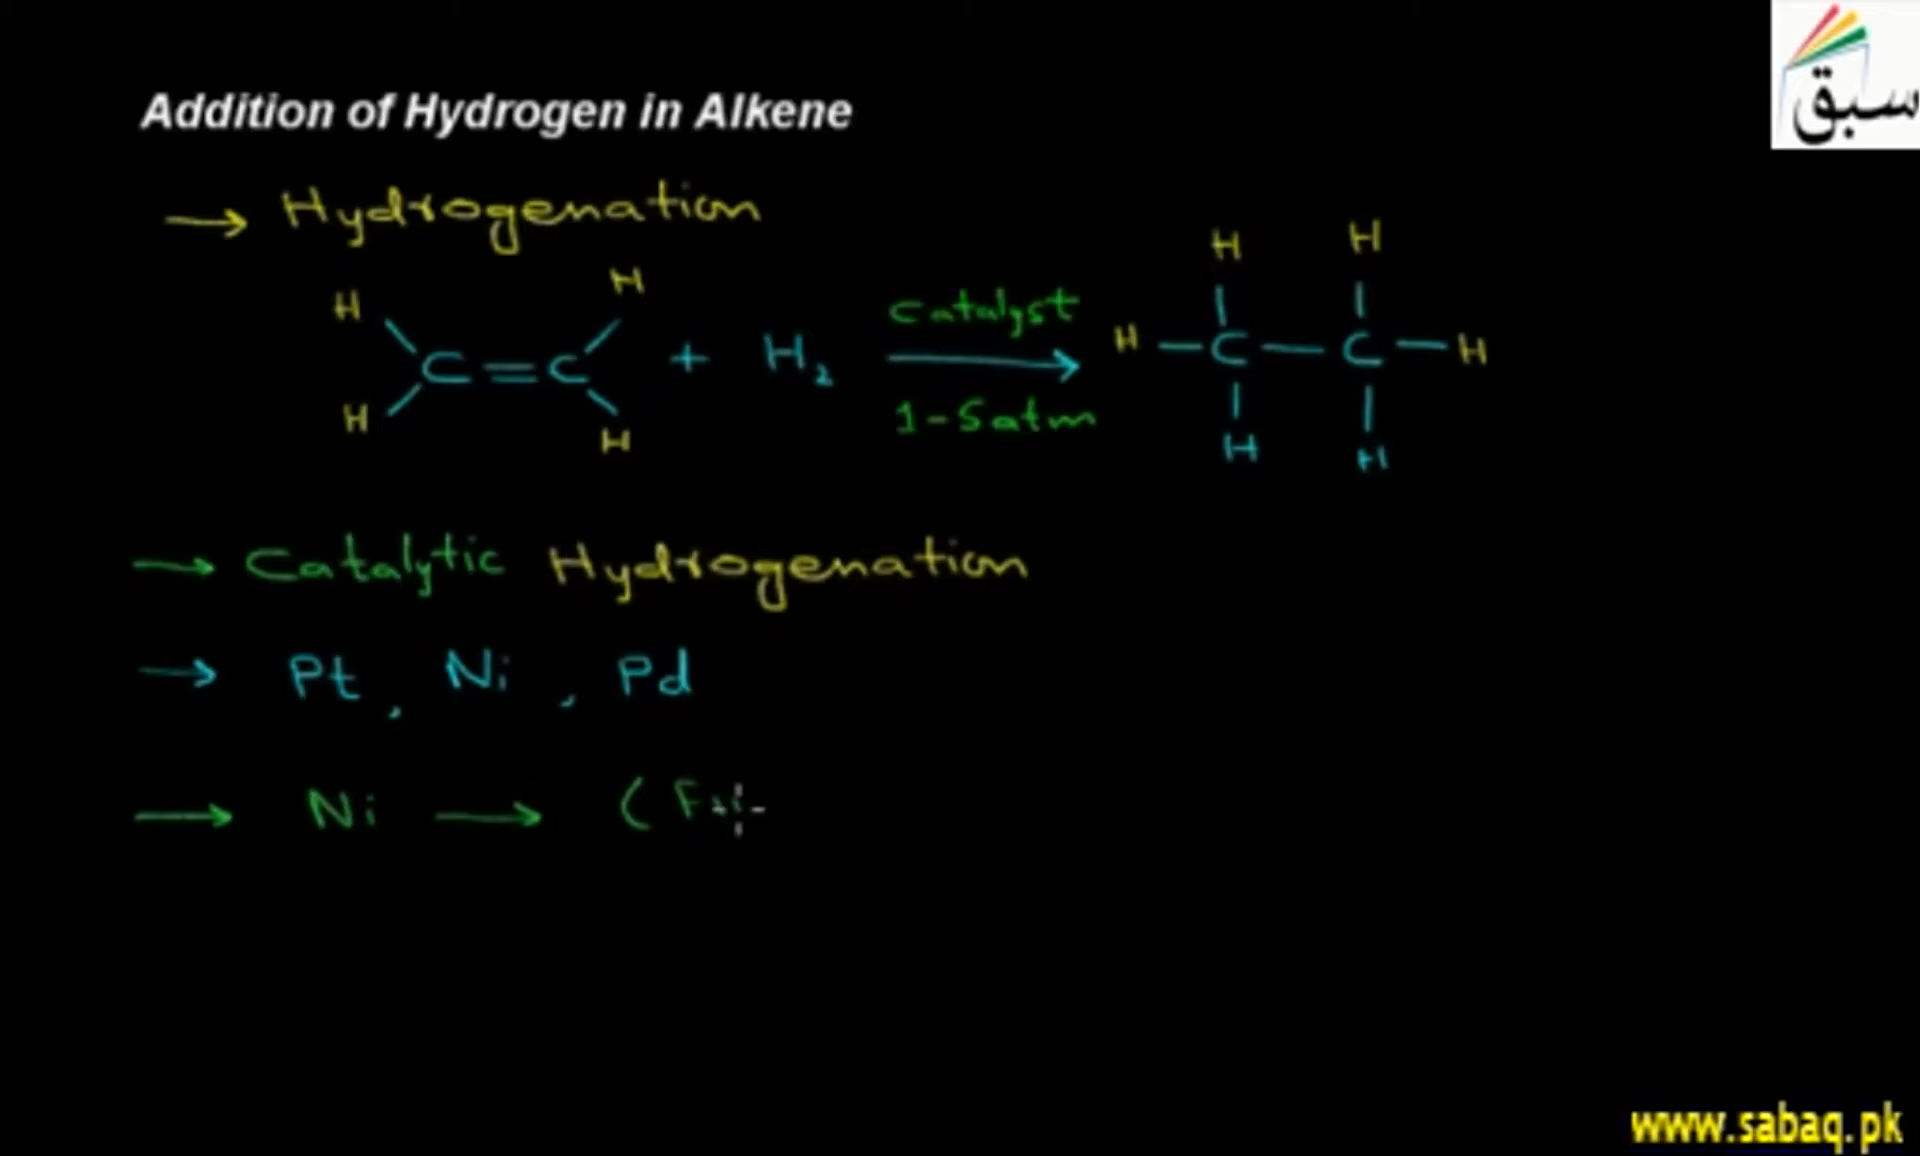 سبق
Addition of Hydrogen in Alkene
→ Hydrogenation
H H H H
C = C + H₂ Catalyst → H — C — C — H
H H 1-5atm H H
→ Catalytic Hydrogenation
→ Pt, Ni, Pd
→ Ni → (
www.sabaq.pk